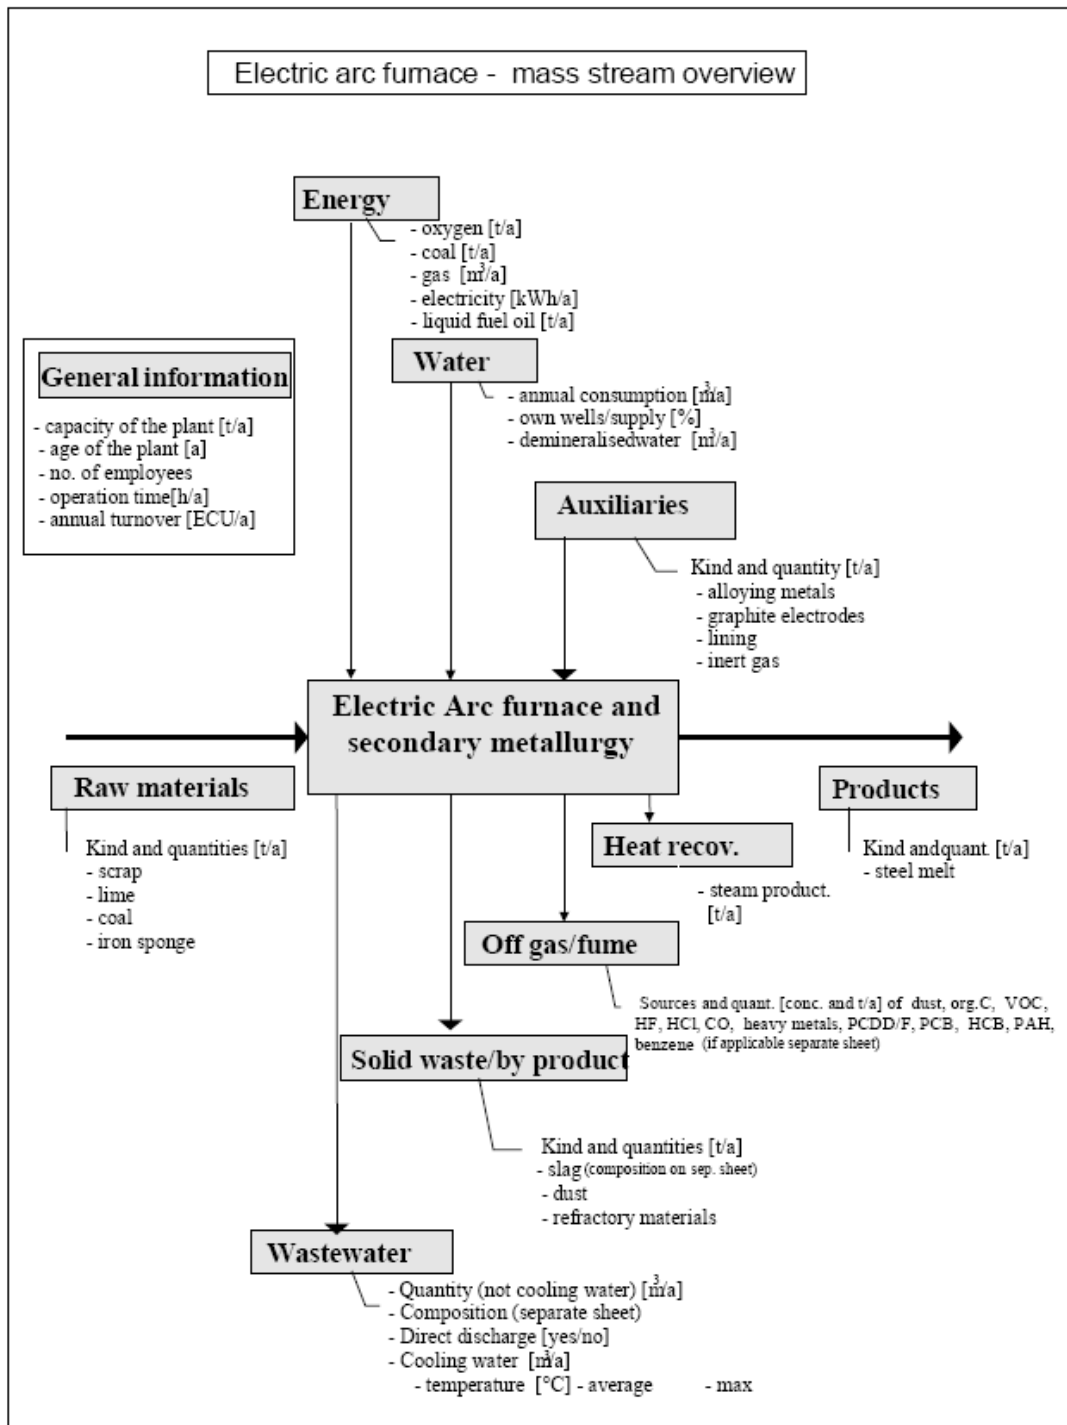 Electric arc furnace - mass stream overview
Energy
- oxygen [t/a]
- coal [t/a]
- gas [m³/a]
- electricity [kWh/a]
- liquid fuel oil [t/a]
General information
- capacity of the plant [t/a]
- age of the plant [a]
- no. of employees
- operation time[h/a]
- annual turnover [ECU/a]
Water
- annual consumption [m³/a]
- own wells/supply [%]
- demineralisedwater [m³/a]
Auxiliaries
Kind and quantity [t/a]
- alloying metals
- graphite electrodes
- lining
- inert gas
Electric Arc furnace and
secondary metallurgy
Raw materials
Kind and quantities [t/a]
- scrap
- lime
- coal
- iron sponge
Products
Kind andquant. [t/a]
- steel melt
Heat recov.
- steam product.
[t/a]
Off gas/fume
Sources and quant. [conc. and t/a] of dust, org.C, VOC,
HF, HCl, CO, heavy metals, PCDD/F, PCB, HCB, PAH,
benzene (if applicable separate sheet)
Solid waste/by product
Kind and quantities [t/a]
- slag (composition on sep. sheet)
- dust
- refractory materials
Wastewater
- Quantity (not cooling water) [m³/a]
- Composition (separate sheet)
- Direct discharge [yes/no]
- Cooling water [m³/a]
- temperature [°C] - average - max